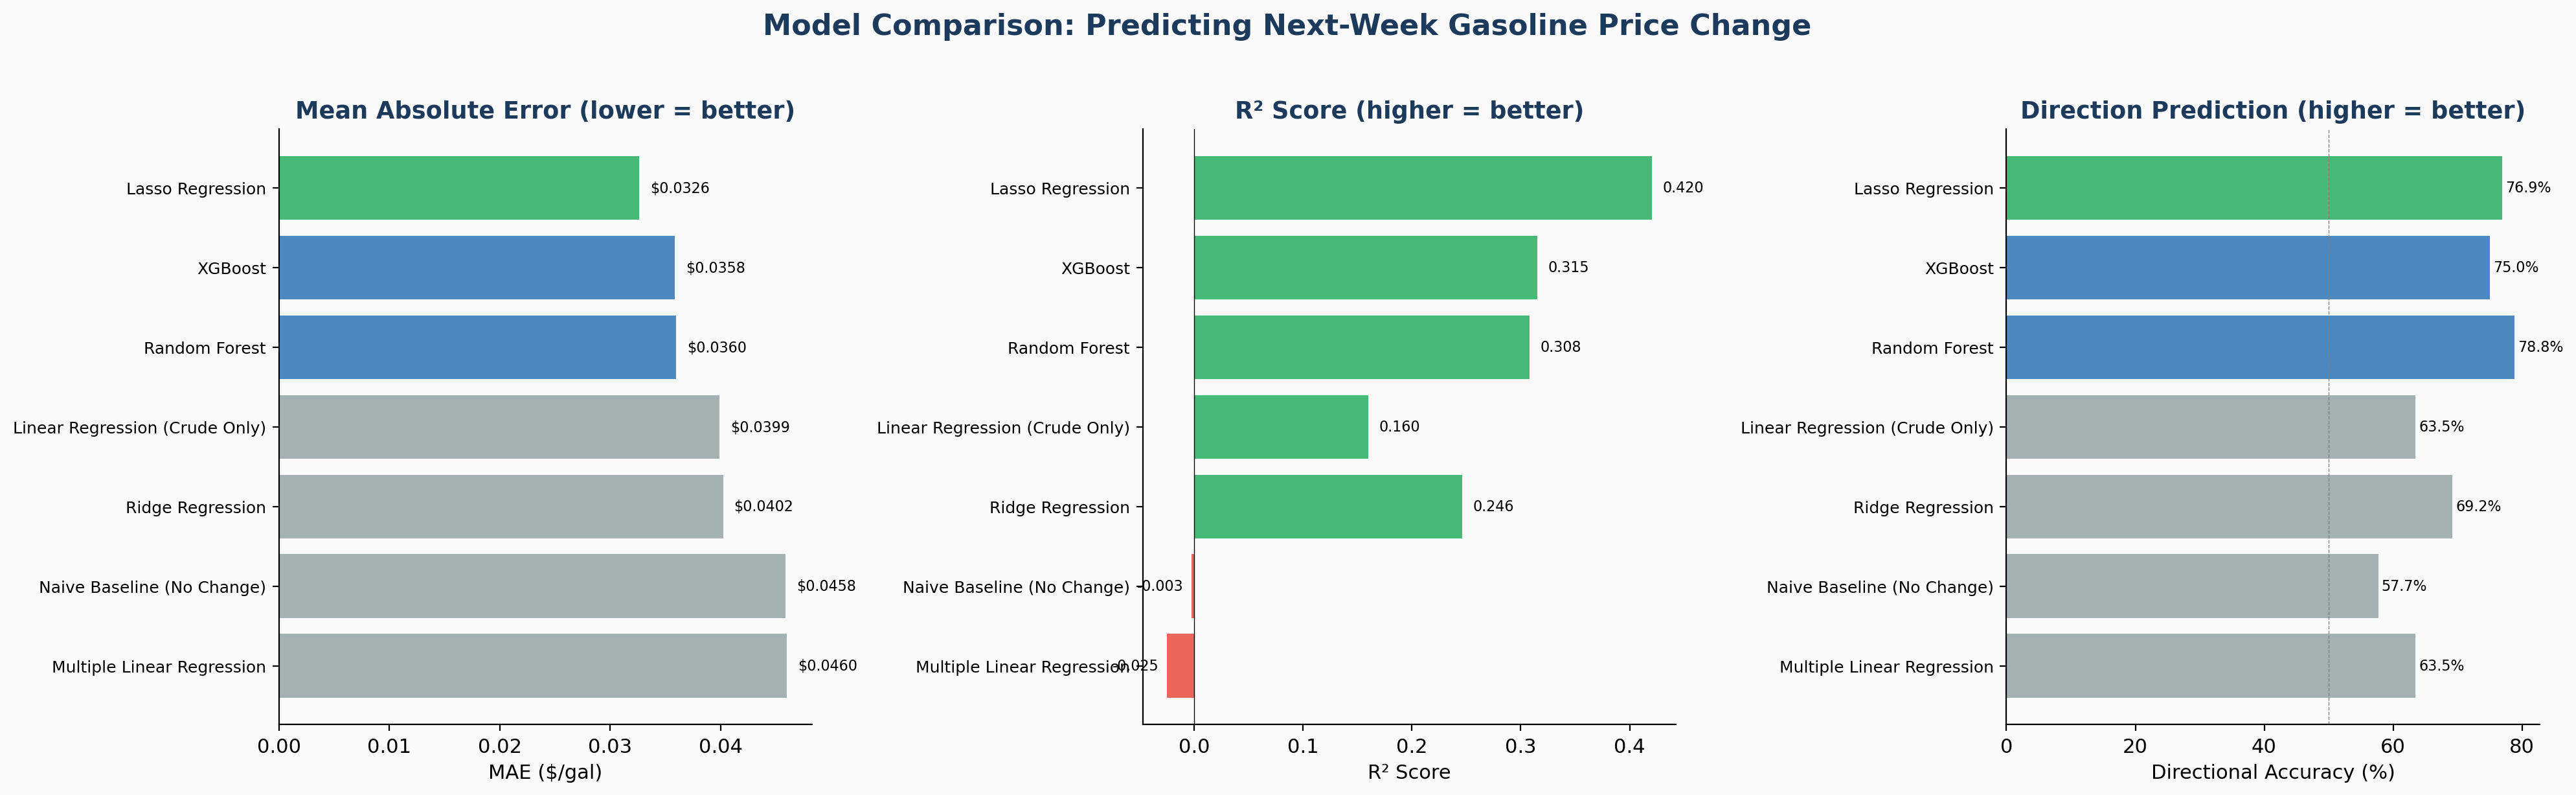 Model Comparison: Predicting Next-Week Gasoline Price Change
Mean Absolute Error (lower = better)
Lasso Regression $0.0326
XGBoost $0.0358
Random Forest $0.0360
Linear Regression (Crude Only) $0.0399
Ridge Regression $0.0402
Naive Baseline (No Change) $0.0458
Multiple Linear Regression $0.0460
0.00 0.01 0.02 0.03 0.04
MAE ($/gal)
R² Score (higher = better)
Lasso Regression 0.420
XGBoost 0.315
Random Forest 0.308
Linear Regression (Crude Only) 0.160
Ridge Regression 0.246
Naive Baseline (No Change) -0.003
Multiple Linear Regression -0.025
0.0 0.1 0.2 0.3 0.4
R² Score
Direction Prediction (higher = better)
Lasso Regression 76.9%
XGBoost 75.0%
Random Forest 78.8%
Linear Regression (Crude Only) 63.5%
Ridge Regression 69.2%
Naive Baseline (No Change) 57.7%
Multiple Linear Regression 63.5%
0 20 40 60 80
Directional Accuracy (%)